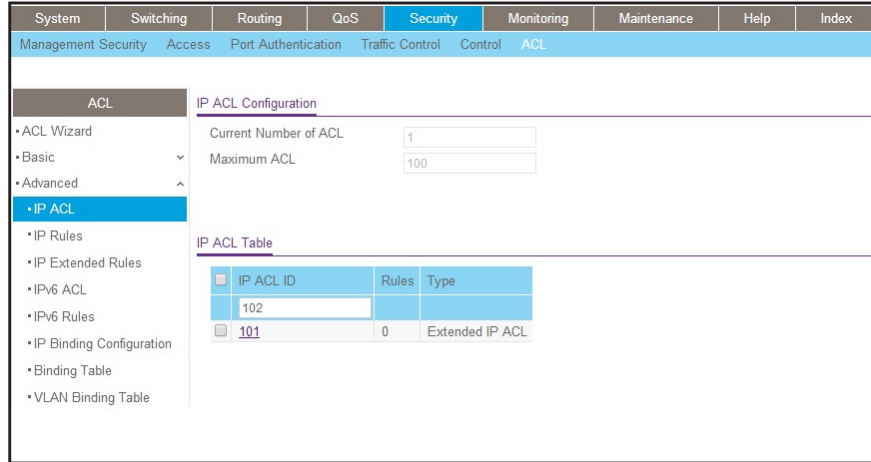 System Switching Routing QoS Security Monitoring Maintenance Help Index
Management Security Access Port Authentication Traffic Control Control ACL
ACL
ACL Wizard
Basic
Advanced
IP ACL
IP Rules
IP Extended Rules
IPv6 ACL
IPv6 Rules
IP Binding Configuration
Binding Table
VLAN Binding Table
IP ACL Configuration
Current Number of ACL 1
Maximum ACL 100
IP ACL Table
IP ACL ID Rules Type
102
101 0 Extended IP ACL